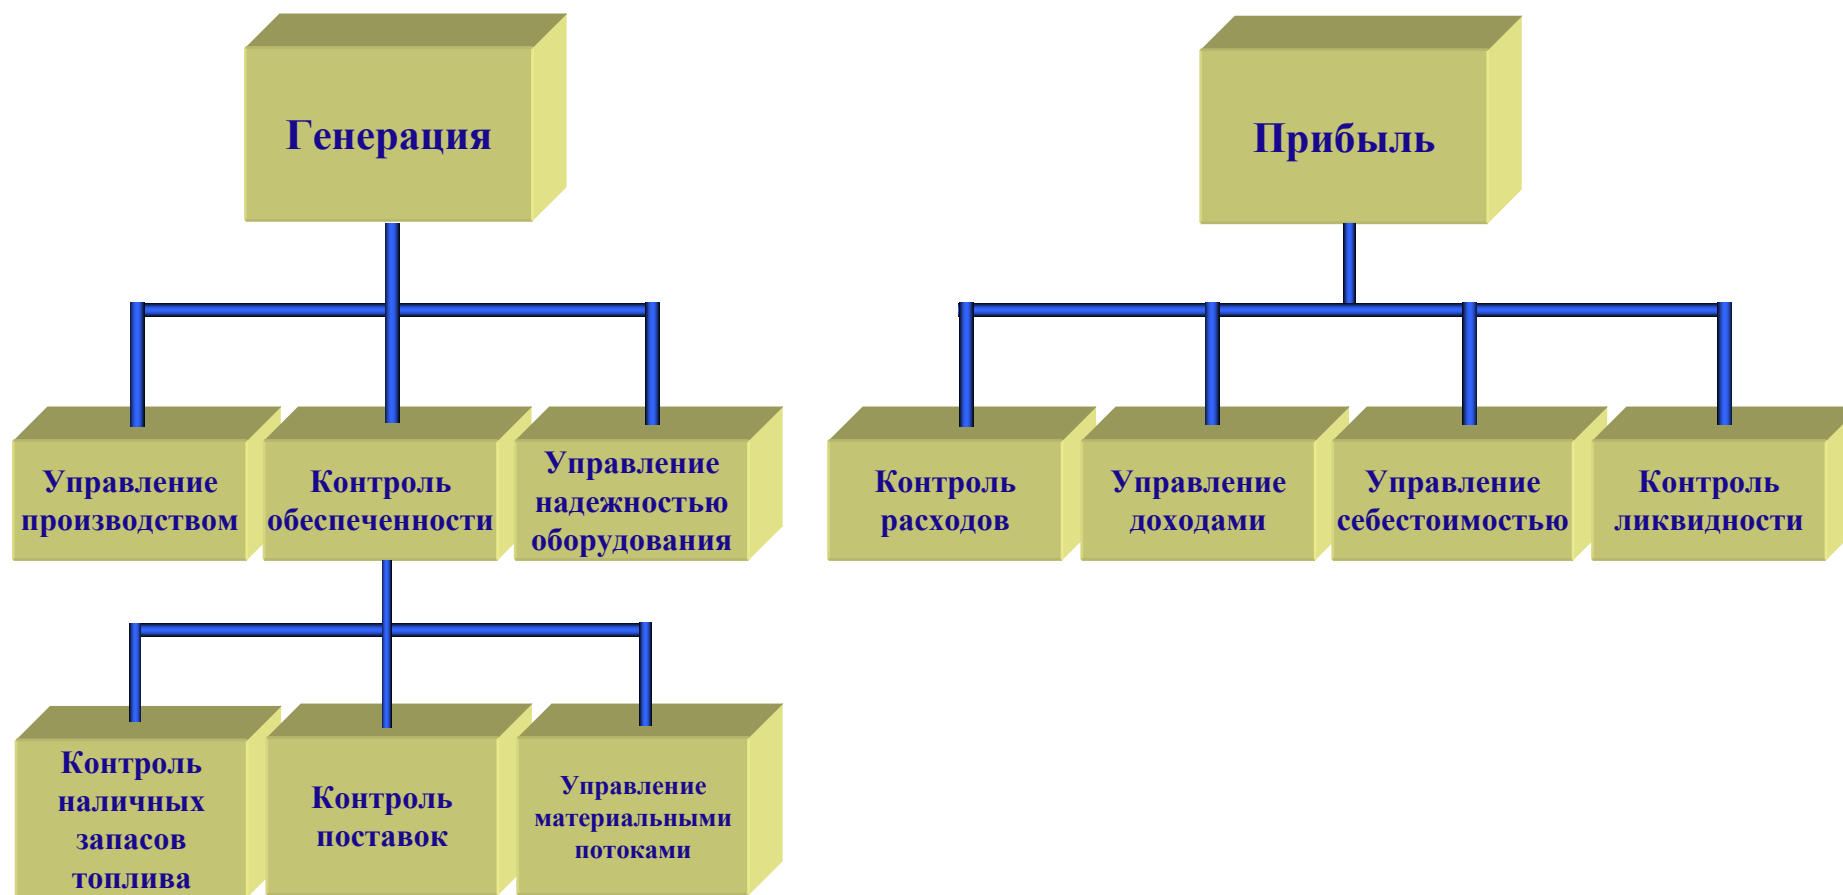 Генерация
Прибыль
Управление
производством
Контроль
обеспеченности
Управление
надежностью
оборудования
Контроль
расходов
Управление
доходами
Управление
себестоимостью
Контроль
ликвидности
Контроль
наличных
запасов
топлива
Контроль
поставок
Управление
материальными
потоками